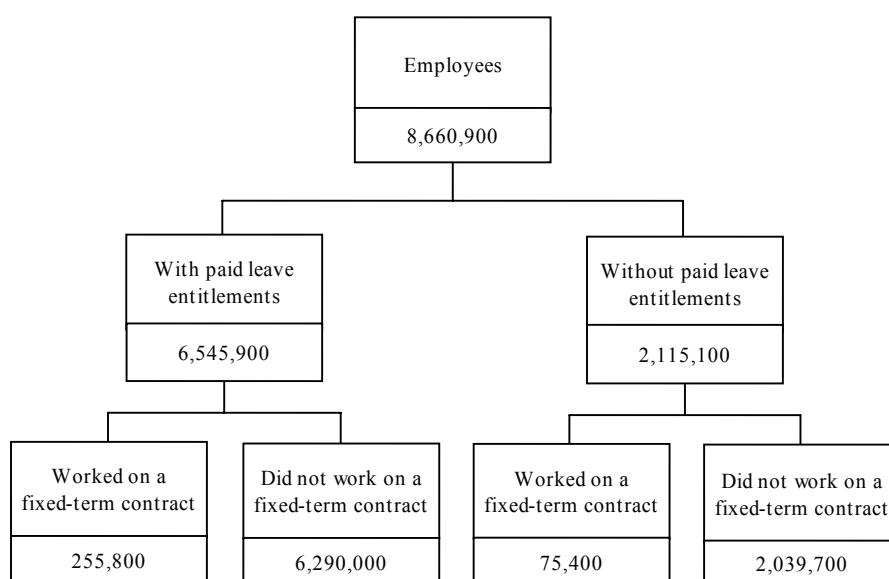 Employees
8,660,900
With paid leave
entitlements
6,545,900
Without paid leave
entitlements
2,115,100
Worked on a
fixed-term contract
255,800
Did not work on a
fixed-term contract
6,290,000
Worked on a
fixed-term contract
75,400
Did not work on a
fixed-term contract
2,039,700